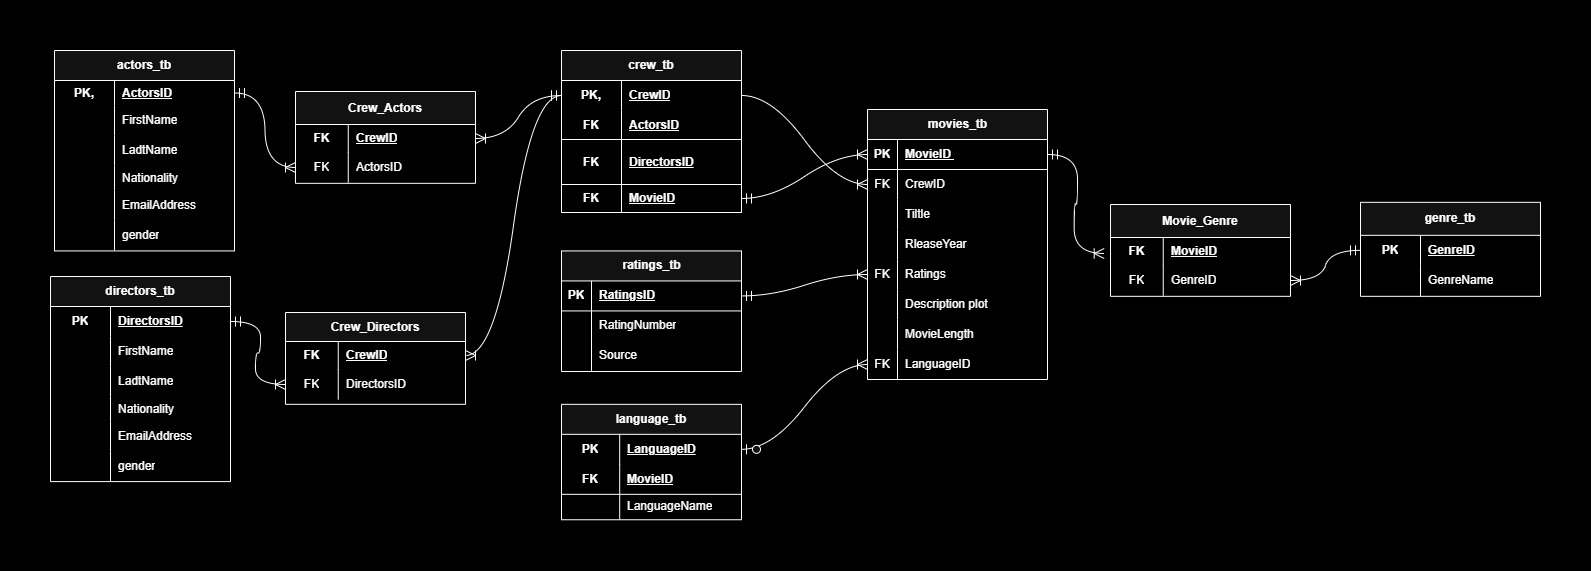 actors_tb
PK, ActorsID
FirstName
LadtName
Nationality
EmailAddress
gender
directors_tb
PK DirectorsID
FirstName
LadtName
Nationality
EmailAddress
gender
Crew_Actors
FK CrewID
FK ActorsID
Crew_Directors
FK CrewID
FK DirectorsID
crew_tb
PK, CrewID
FK ActorsID
FK DirectorsID
FK MovieID
ratings_tb
PK RatingsID
RatingNumber
Source
language_tb
PK LanguageID
FK MovieID
LanguageName
movies_tb
PK MovieID
FK CrewID
Tiltle
RleaseYear
FK Ratings
Description plot
MovieLength
FK LanguageID
Movie_Genre
FK MovieID
FK GenreID
genre_tb
PK GenreID
GenreName